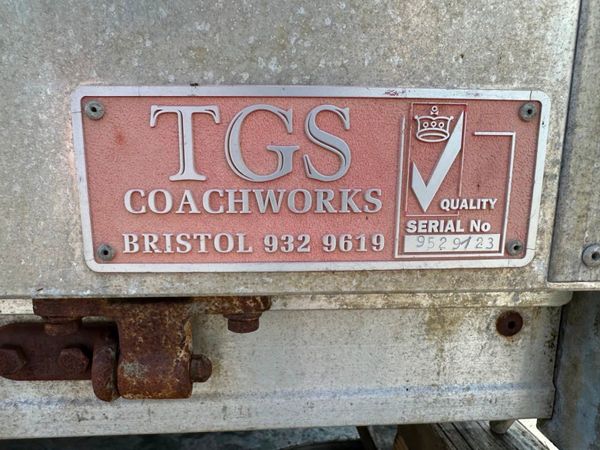 TGS
COACHWORKS
BRISTOL 932 9619
QUALITY
SERIAL No
9529123